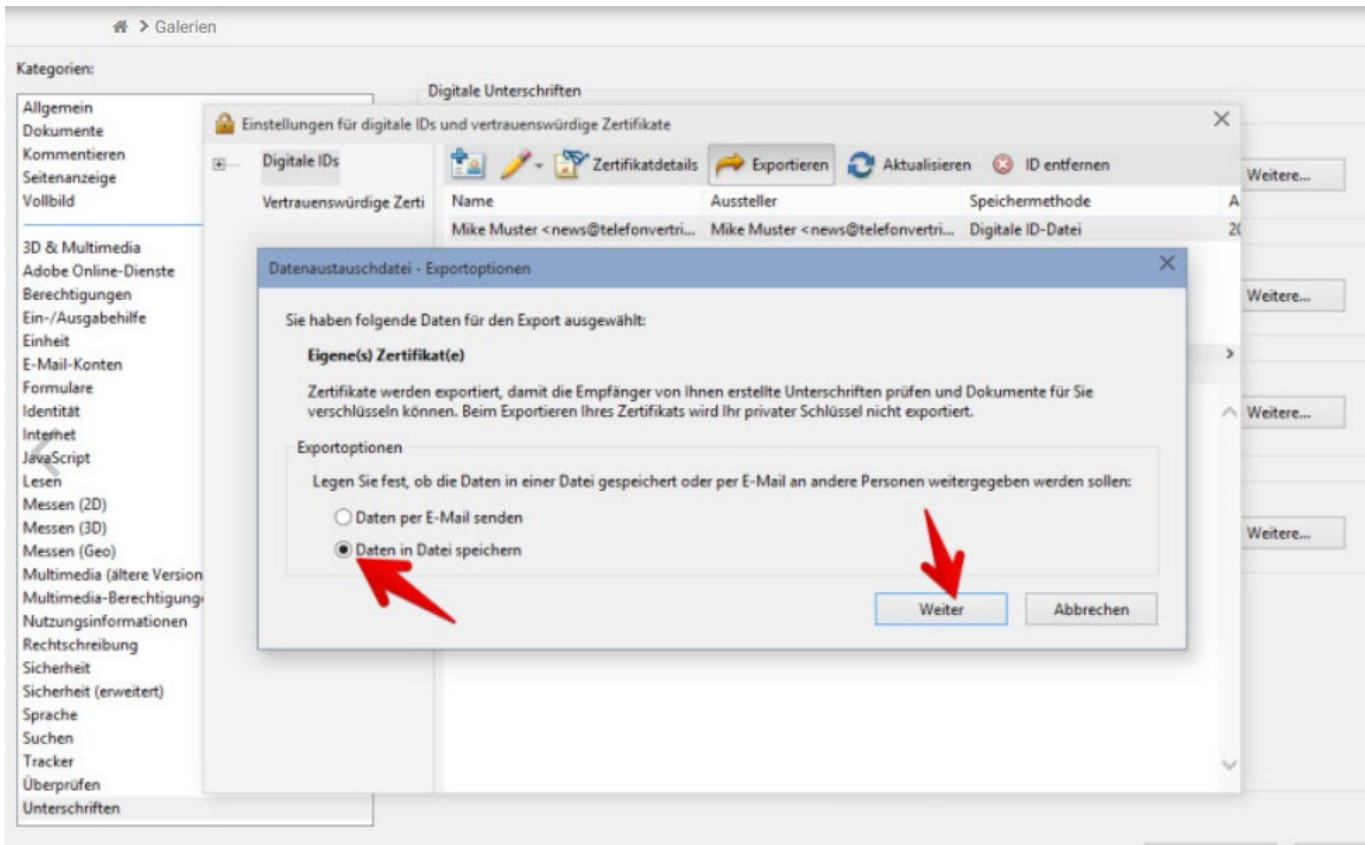 Galerien
Kategorien:
Allgemein
Dokumente
Kommentieren
Seitenanzeige
Vollbild
3D & Multimedia
Adobe Online-Dienste
Berechtigungen
Ein-/Ausgabehilfe
Einheit
E-Mail-Konten
Formulare
Identität
Internet
JavaScript
Lesen
Messen (2D)
Messen (3D)
Messen (Geo)
Multimedia (ältere Version
Multimedia-Berechtigung
Nutzungsinformationen
Rechtschreibung
Sicherheit
Sicherheit (erweitert)
Sprache
Suchen
Tracker
Überprüfen
Unterschriften
Digitale Unterschriften
Einstellungen für digitale IDs und vertrauenswürdige Zertifikate
Digitale IDs
Vertrauenswürdige Zerti
Zertifikatdetails Exportieren Aktualisieren ID entfernen
Name Aussteller Speichermethode A
Mike Muster <news@telefonvertri... Mike Muster <news@telefonvertri... Digitale ID-Datei 20
Datenaustauschdatei - Exportoptionen
Sie haben folgende Daten für den Export ausgewählt:
Eigene(s) Zertifikat(e)
Zertifikate werden exportiert, damit die Empfänger von Ihnen erstellte Unterschriften prüfen und Dokumente für Sie
verschlüseln können. Beim Exportieren Ihres Zertifikats wird Ihr privater Schlüssel nicht exportiert.
Exportoptionen
Legen Sie fest, ob die Daten in einer Datei gespeichert oder per E-Mail an andere Personen weitergegeben werden sollen:
Daten per E-Mail senden
Daten in Datei speichern
Weiter Abbrechen
Weitere...
Weitere...
Weitere...
Weitere...